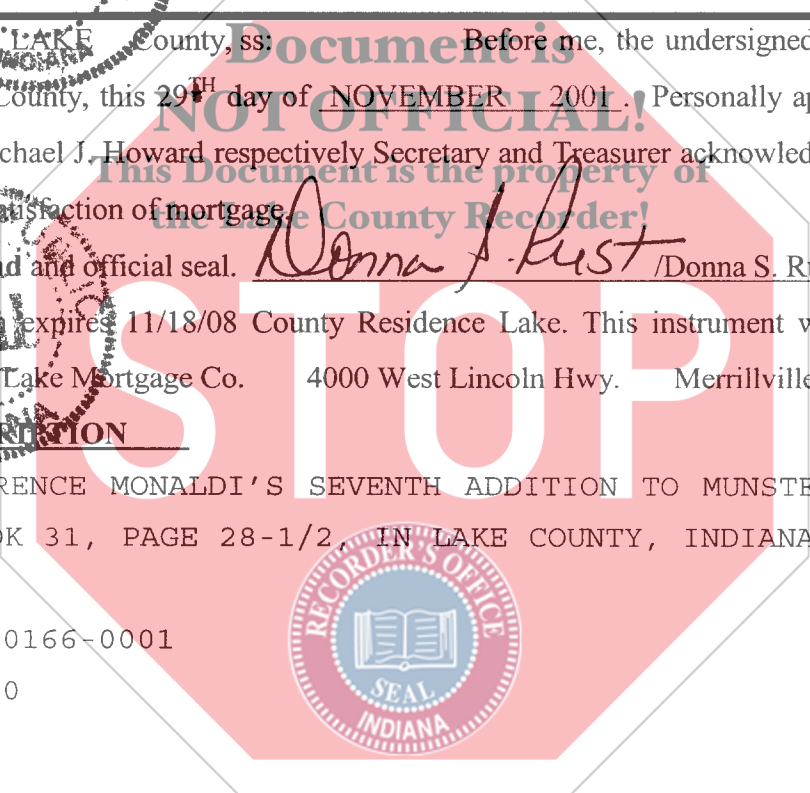 LAKE County, ss: Before me, the undersigned
County, this 29TH day of NOVEMBER 2001. Personally ap
chael J. Howard respectively Secretary and Treasurer acknowled
atisfaction of mortgage.
nd and official seal. Donna S. Rust /Donna S. Ru
expires 11/18/08 County Residence Lake. This instrument w
Lake Mortgage Co. 4000 West Lincoln Hwy. Merrillville
RIPTION
RENCE MONALDI'S SEVENTH ADDITION TO MUNSTE
OK 31, PAGE 28-1/2, IN LAKE COUNTY, INDIANA
0166-0001
0
Document is
NOT OFFICIAL!
This Document is the property of
the Lake County Recorder!
STOP
RECORDER'S OFFICE
SEAL
INDIANA